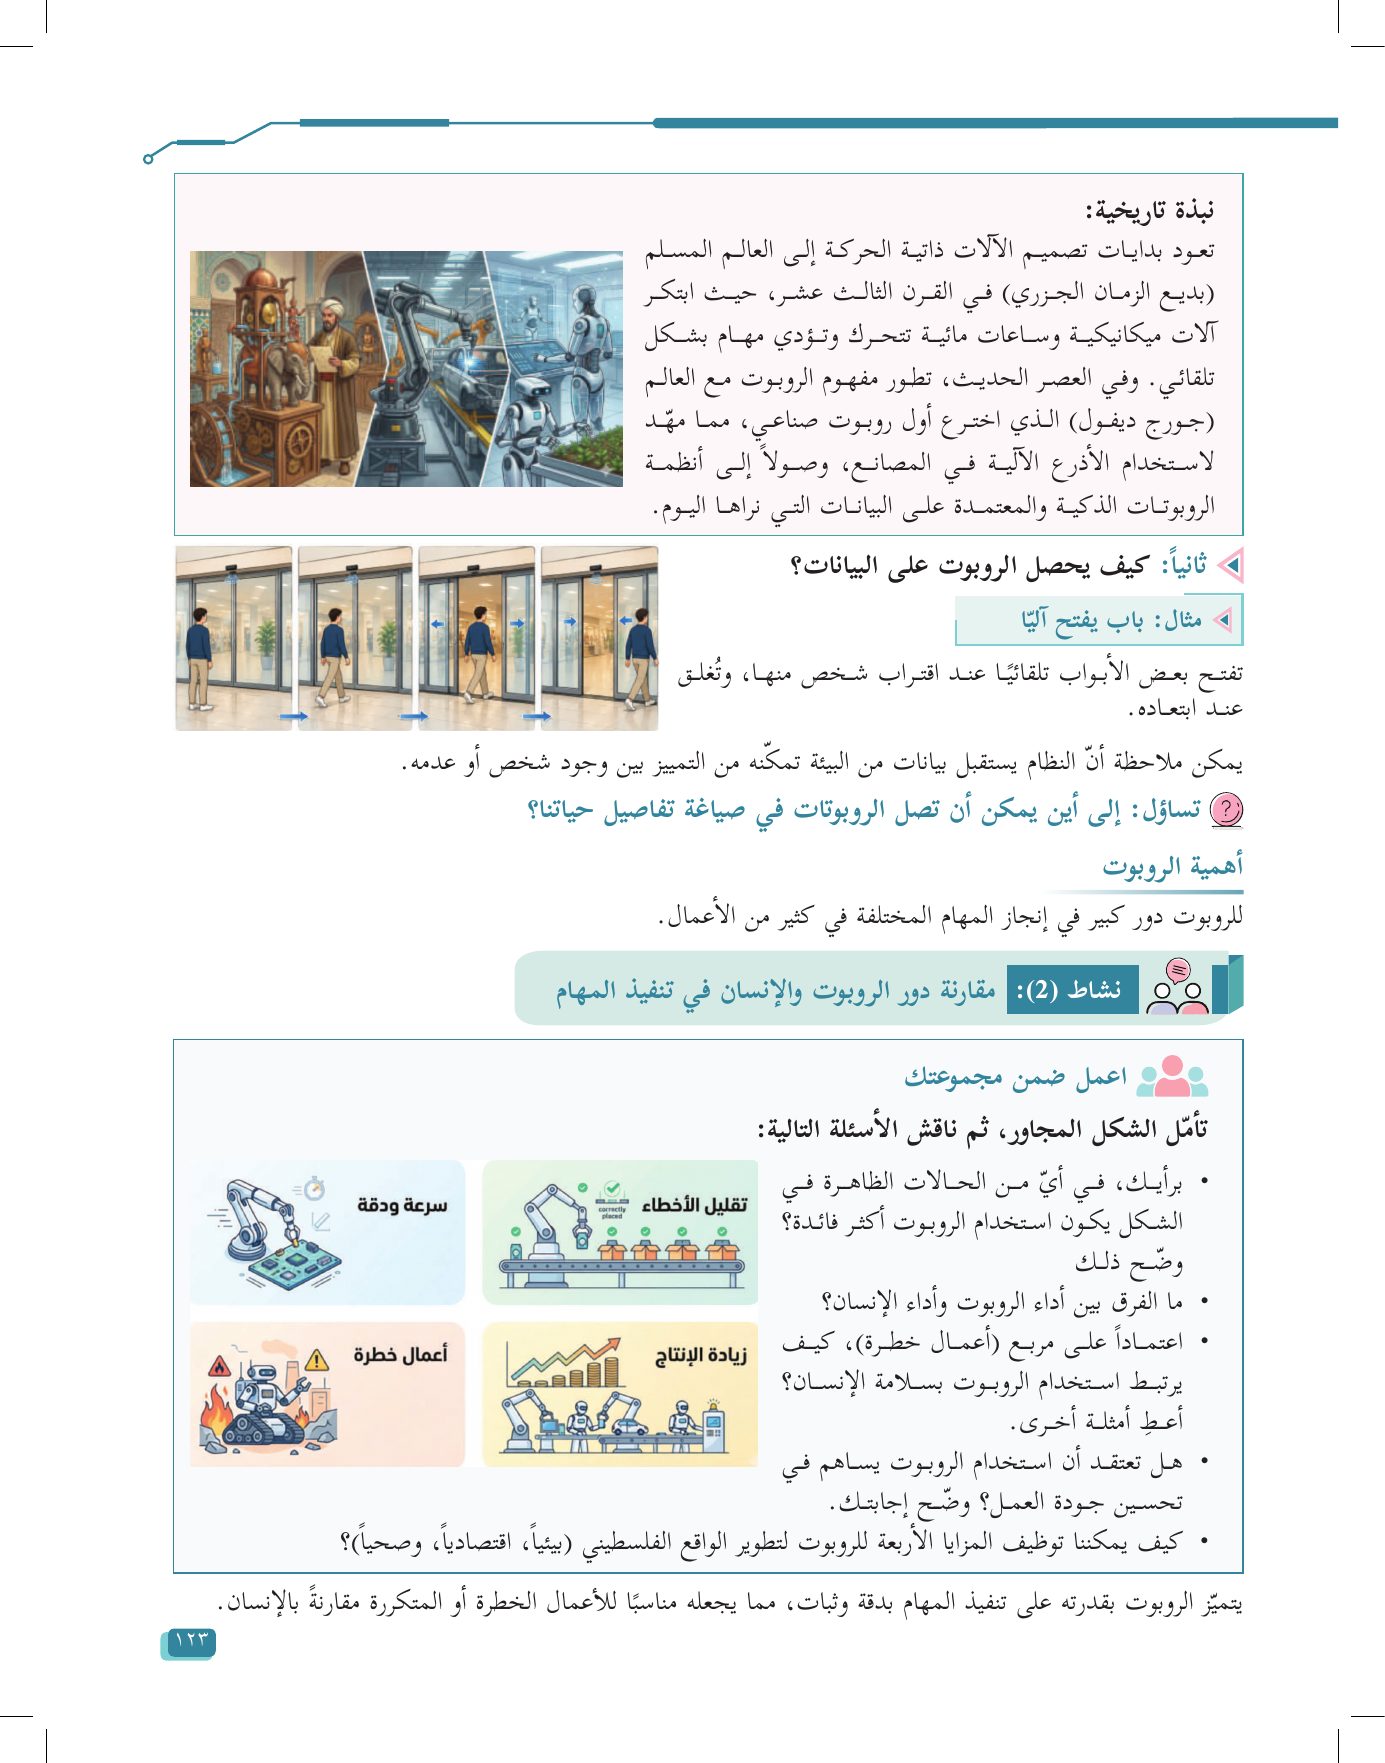 نبذة تاريخية:
تعود بدايات تصميم الآلات ذاتية الحركة إلى العالم المسلم
(بديع الزمان الجزري) في القرن الثالث عشر، حيث ابتكر
آلات ميكانيكية وساعات مائية تتحرك وتؤدي مهام بشكل
تلقائي. وفي العصر الحديث، تطور مفهوم الروبوت مع العالم
(جورج ديفول) الذي اخترع أول روبوت صناعي، مما مهّد
لاستخدام الأذرع الآلية في المصانع، وصولاً إلى أنظمة
الروبوتات الذكية والمعتمدة على البيانات التي نراها اليوم.
ثانياً: كيف يحصل الروبوت على البيانات؟
مثال: باب يفتح آليًا
تفتح بعض الأبواب تلقائيًا عند اقتراب شخص منها، وتُغلق
عند ابتعاده.
يمكن ملاحظة أنّ النظام يستقبل بيانات من البيئة تمكّنه من التمييز بين وجود شخص أو عدمه.
تساؤل: إلى أين يمكن أن تصل الروبوتات في صياغة تفاصيل حياتنا؟
أهمية الروبوت
للروبوت دور كبير في إنجاز المهام المختلفة في كثير من الأعمال.
نشاط (2): مقارنة دور الروبوت والإنسان في تنفيذ المهام
اعمل ضمن مجموعتك
تأمّل الشكل المجاور، ثم ناقش الأسئلة التالية:
• برأيك، في أيّ من الحالات الظاهرة في
الشكل يكون استخدام الروبوت أكثر فائدة؟
وضّح ذلك
• ما الفرق بين أداء الروبوت وأداء الإنسان؟
• اعتماداً على مربع (أعمال خطرة)، كيف
يرتبط استخدام الروبوت بسلامة الإنسان؟
أعطِ أمثلة أخرى.
• هل تعتقد أن استخدام الروبوت يساهم في
تحسين جودة العمل؟ وضّح إجابتك.
• كيف يمكننا توظيف المزايا الأربعة للروبوت لتطوير الواقع الفلسطيني (بيئياً، اقتصادياً، وصحياً)؟
تقليل الأخطاء
correctly
placed
سرعة ودقة
زيادة الإنتاج
أعمال خطرة
يتميّز الروبوت بقدرته على تنفيذ المهام بدقة وثبات، مما يجعله مناسبًا للأعمال الخطرة أو المتكررة مقارنةً بالإنسان.
١٢٣